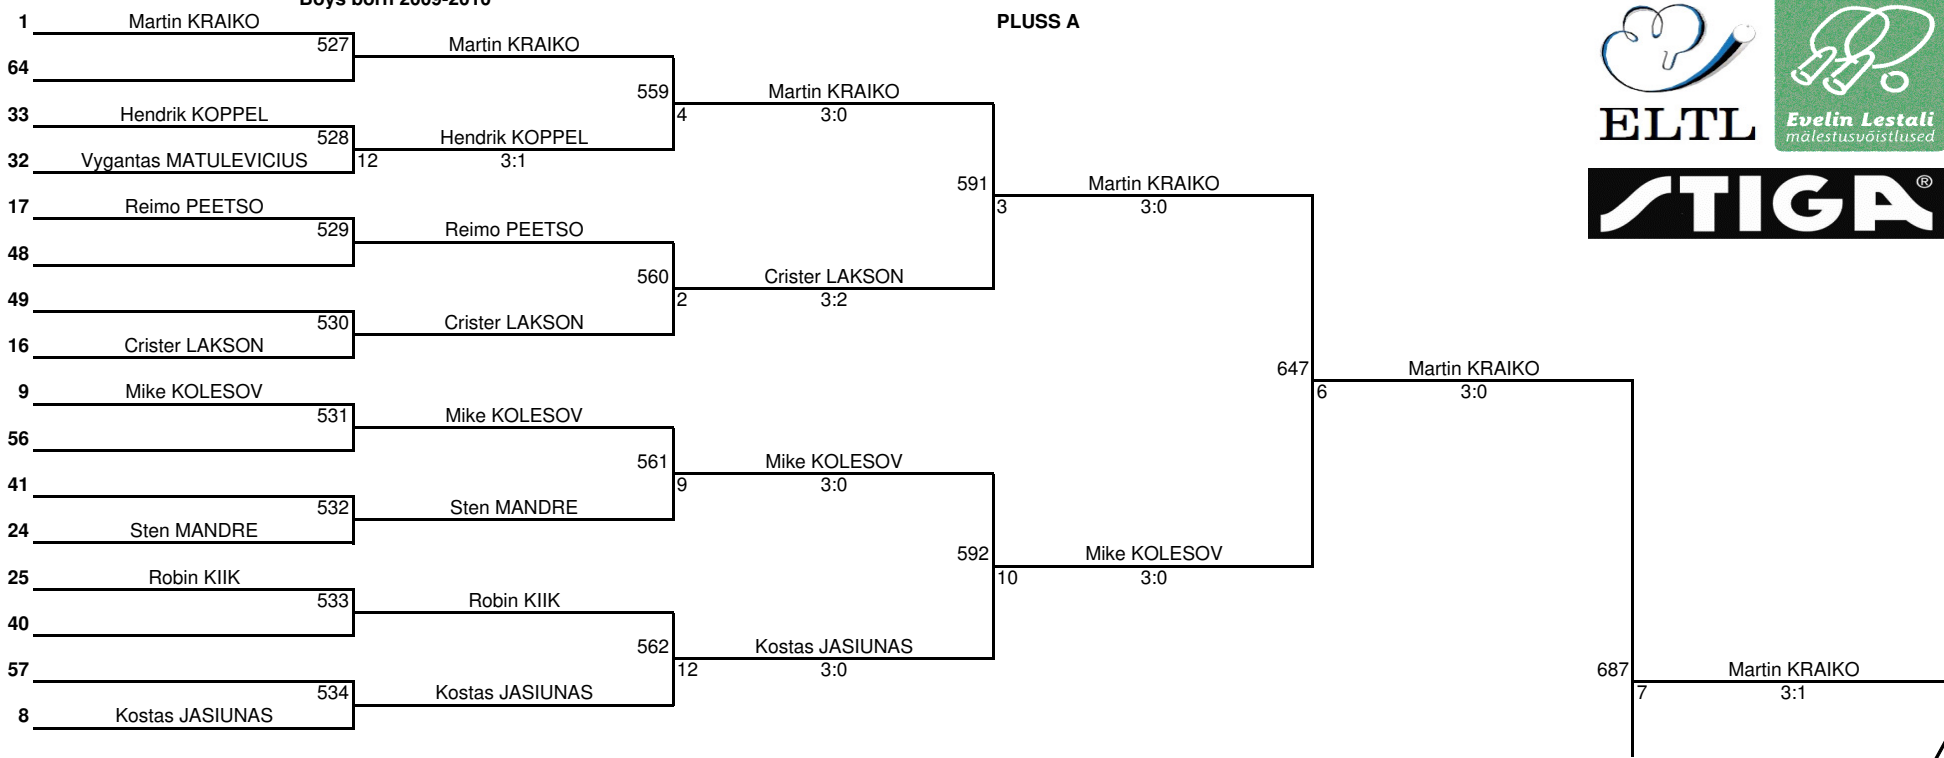 Boys born 2009-2010
1 Martin KRAIKO
PLUSS A
527 Martin KRAIKO
64
559 Martin KRAIKO
33 Hendrik KOPPEL
4 3:0
528 Hendrik KOPPEL
32 Vygantas MATULEVICIUS 12 3:1
591 Martin KRAIKO
17 Reimo PEETSO
3 3:0
529 Reimo PEETSO
48
560 Crister LAKSON
49
2 3:2
530 Crister LAKSON
16 Crister LAKSON
647 Martin KRAIKO
9 Mike KOLESOV
6 3:0
531 Mike KOLESOV
56
561 Mike KOLESOV
41
9 3:0
532 Sten MANDRE
24 Sten MANDRE
592 Mike KOLESOV
25 Robin KIIK
10 3:0
533 Robin KIIK
40
562 Kostas JASIUNAS
57
12 3:0
687 Martin KRAIKO
534 Kostas JASIUNAS
7 3:1
8 Kostas JASIUNAS
ELTL
Evelin Lestali
mälestusvõistlused
STIGA®